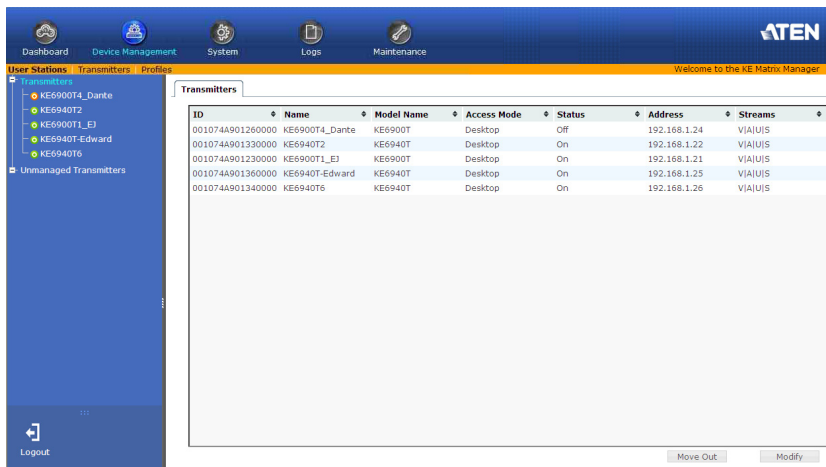 ATEN
Dashboard Device Management System Logs Maintenance
User Stations Transmitters Profiles Welcome to the KE Matrix Manager
Transmitters
KE6900T4_Dante
KE6940T2
KE6900T1_EJ
KE6940T-Edward
KE6940T6
Unmanaged Transmitters
Transmitters
ID Name Model Name Access Mode Status Address Streams
001074A901260000 KE6900T4_Dante KE6900T Desktop Off 192.168.1.24 V|A|U|S
001074A901330000 KE6940T2 KE6940T Desktop On 192.168.1.22 V|A|U|S
001074A901230000 KE6900T1_EJ KE6900T Desktop On 192.168.1.21 V|A|U|S
001074A901360000 KE6940T-Edward KE6940T Desktop On 192.168.1.25 V|A|U|S
001074A901340000 KE6940T6 KE6940T Desktop On 192.168.1.26 V|A|U|S
Logout
Move Out Modify